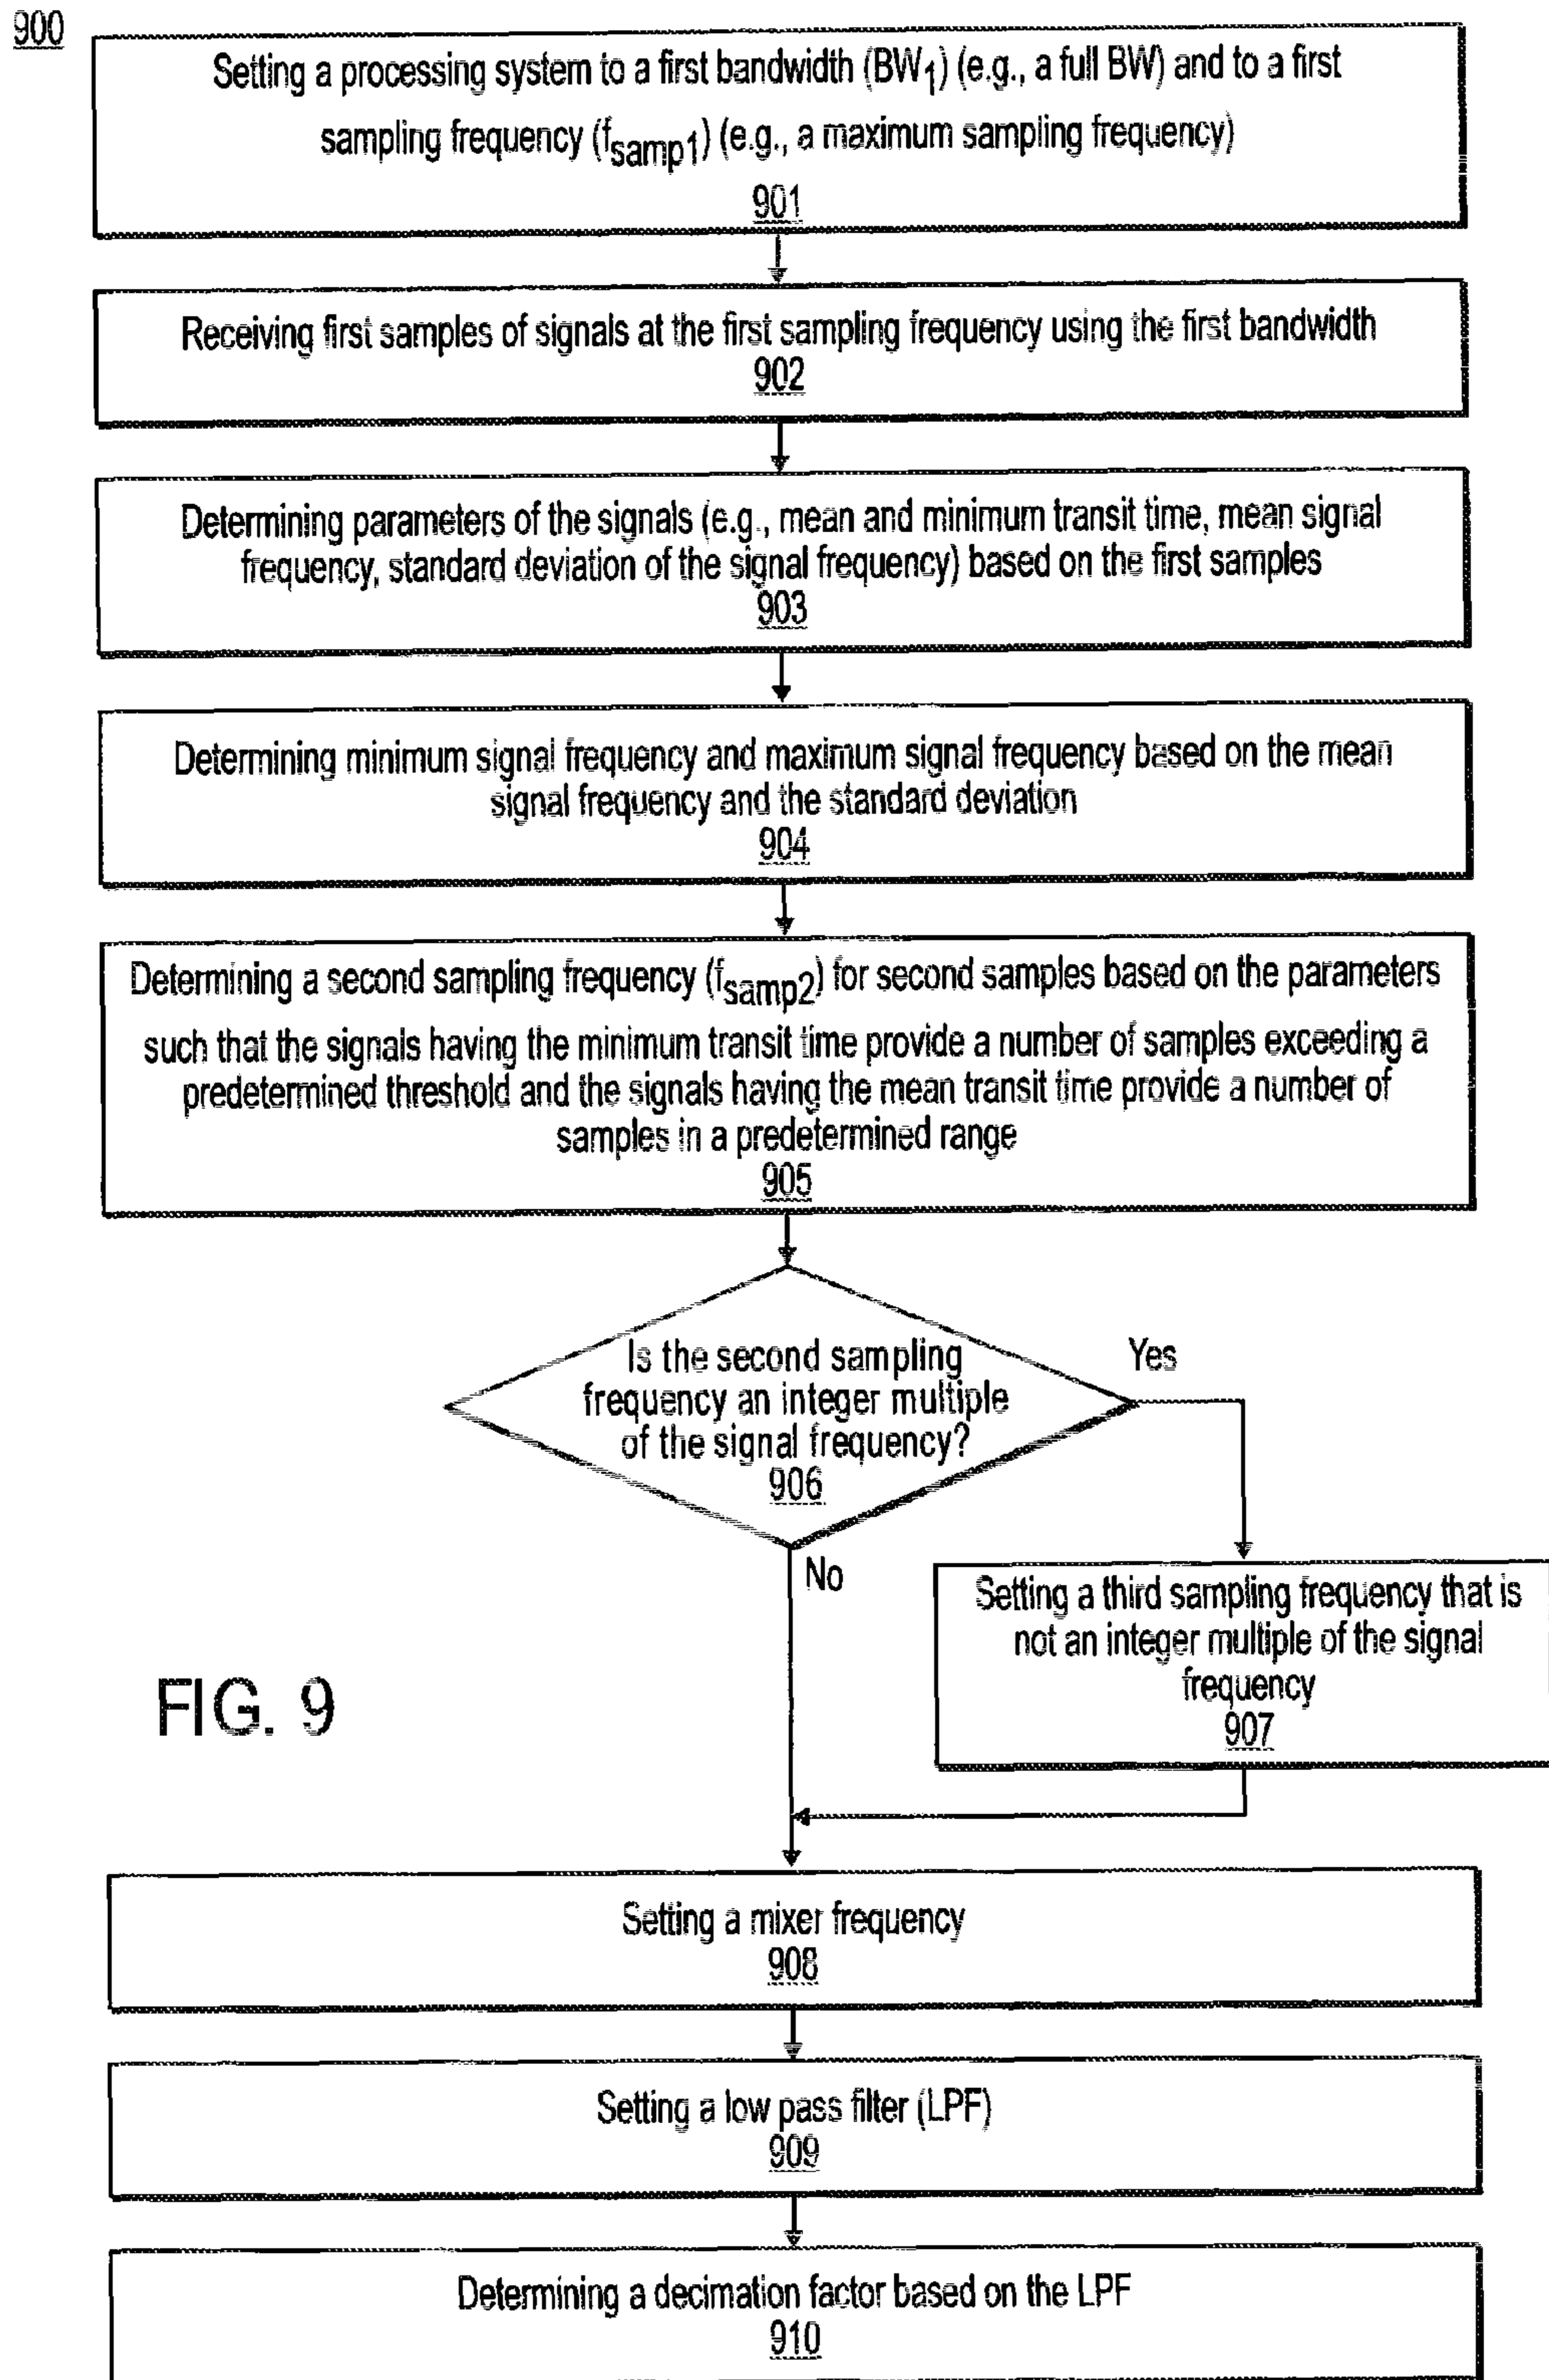 900
Setting a processing system to a first bandwidth (BW1) (e.g., a full BW) and to a first
sampling frequency (fsamp1) (e.g., a maximum sampling frequency)
901
Receiving first samples of signals at the first sampling frequency using the first bandwidth
902
Determining parameters of the signals (e.g., mean and minimum transit time, mean signal
frequency, standard deviation of the signal frequency) based on the first samples
903
Determining minimum signal frequency and maximum signal frequency based on the mean
signal frequency and the standard deviation
904
Determining a second sampling frequency (fsamp2) for second samples based on the parameters
such that the signals having the minimum transit time provide a number of samples exceeding a
predetermined threshold and the signals having the mean transit time provide a number of
samples in a predetermined range
905
Is the second sampling
frequency an integer multiple
of the signal frequency?
906
Yes
No
Setting a third sampling frequency that is
not an integer multiple of the signal
frequency
907
FIG. 9
Setting a mixer frequency
908
Setting a low pass filter (LPF)
909
Determining a decimation factor based on the LPF
910